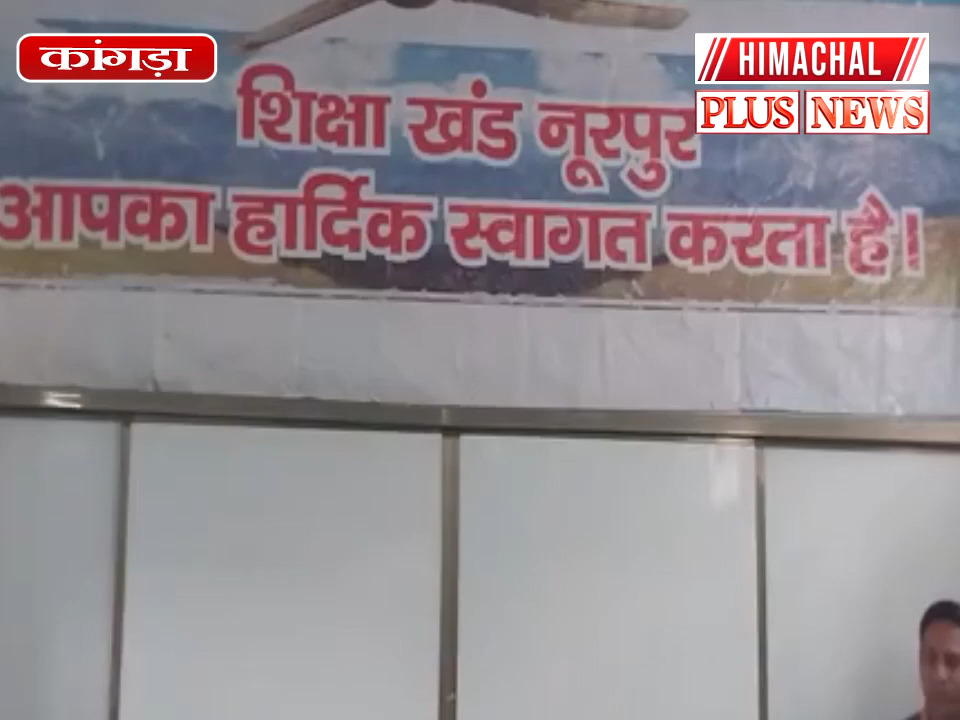 कांगड़ा
HIMACHAL
PLUS NEWS
शिक्षा खंड नूरपुर
आपका हार्दिक स्वागत करता है।